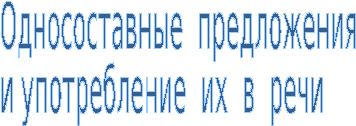 Односоставные предложения
и употребление их в речи